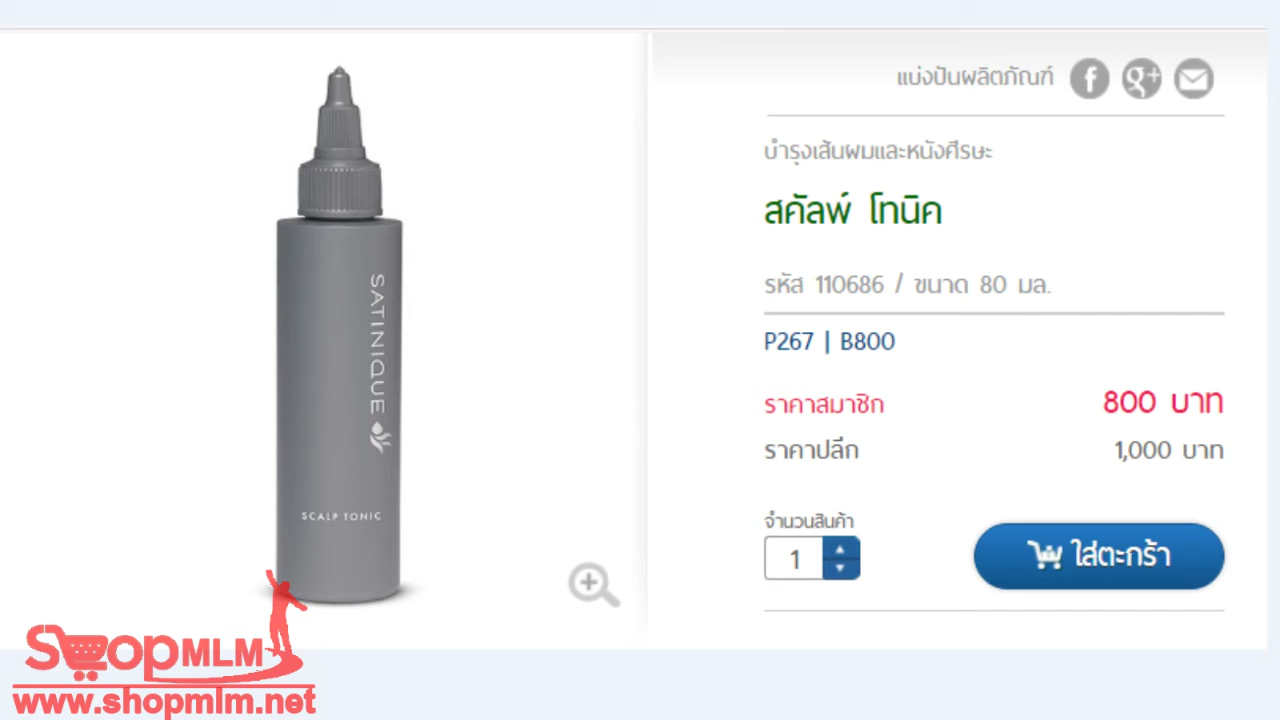 SATINIQUE
SCALP TONIC
แบ่งปันผลิตภัณฑ์
f
g+
บำรุงเส้นผมและหนังศีรษะ
สคัลพ์ โทนิค
รหัส 110686 / ขนาด 80 มล.
P267 | B800
ราคาสมาชิก 800 บาท
ราคาปลีก 1,000 บาท
จำนวนสินค้า
1
ใส่ตะกร้า
ShopMLM
www.shopmlm.net